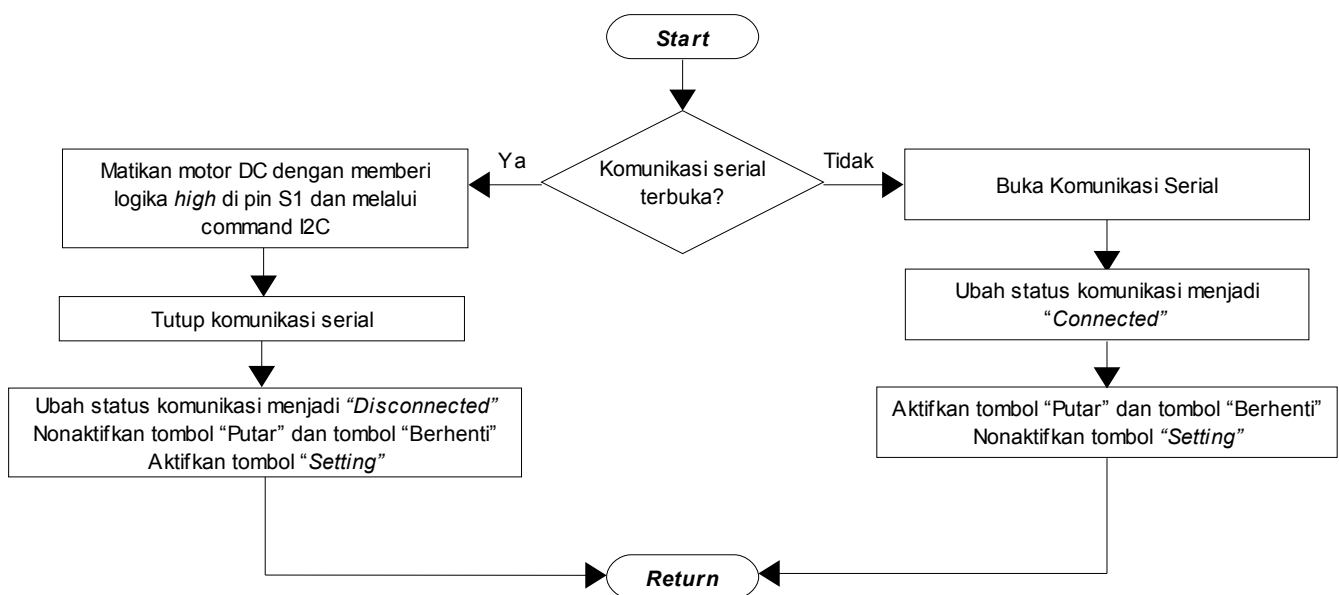 Start
Komunikasi serial
terbuka?
Ya
Tidak
Matikan motor DC dengan memberi
logika high di pin S1 dan melalui
command I2C
Tutup komunikasi serial
Ubah status komunikasi menjadi “Disconnected”
Nonaktifkan tombol “Putar” dan tombol “Berhenti”
Aktifkan tombol “Setting”
Buka Komunikasi Serial
Ubah status komunikasi menjadi
“Connected”
Aktifkan tombol “Putar” dan tombol “Berhenti”
Nonaktifkan tombol “Setting”
Return